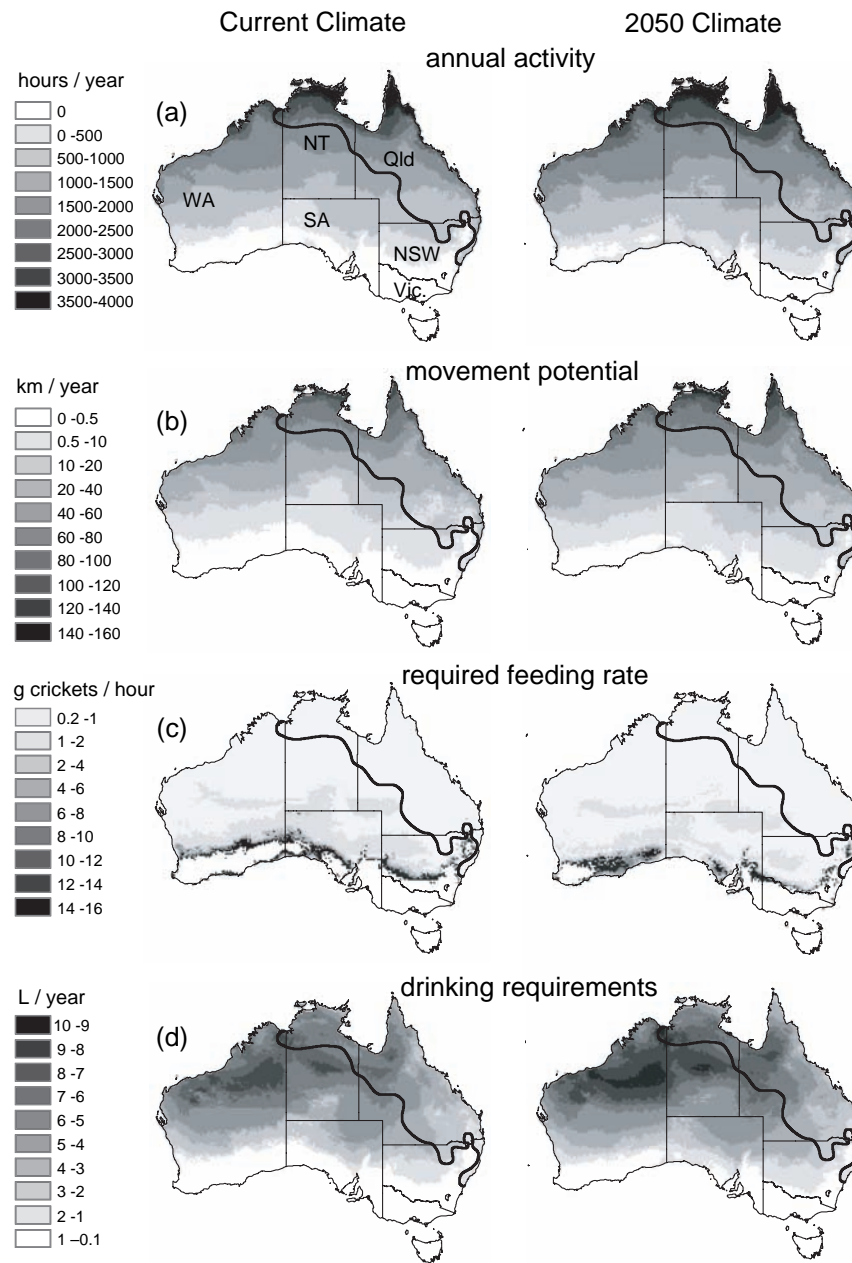 Current Climate 2050 Climate
annual activity
hours / year
0
0 -500
500-1000
1000-1500
1500-2000
2000-2500
2500-3000
3000-3500
3500-4000
(a)
NT
Qld
WA
SA
NSW
Vic.
movement potential
km / year
0 -0.5
0.5 -10
10 -20
20 -40
40 -60
60 -80
80 -100
100 -120
120 -140
140 -160
(b)
required feeding rate
g crickets / hour
0.2 -1
1 -2
2 -4
4 -6
6 -8
8 -10
10 -12
12 -14
14 -16
(c)
drinking requirements
L / year
10 -9
9 -8
8 -7
7 -6
6 -5
5 -4
4 -3
3 -2
2 -1
1 –0.1
(d)